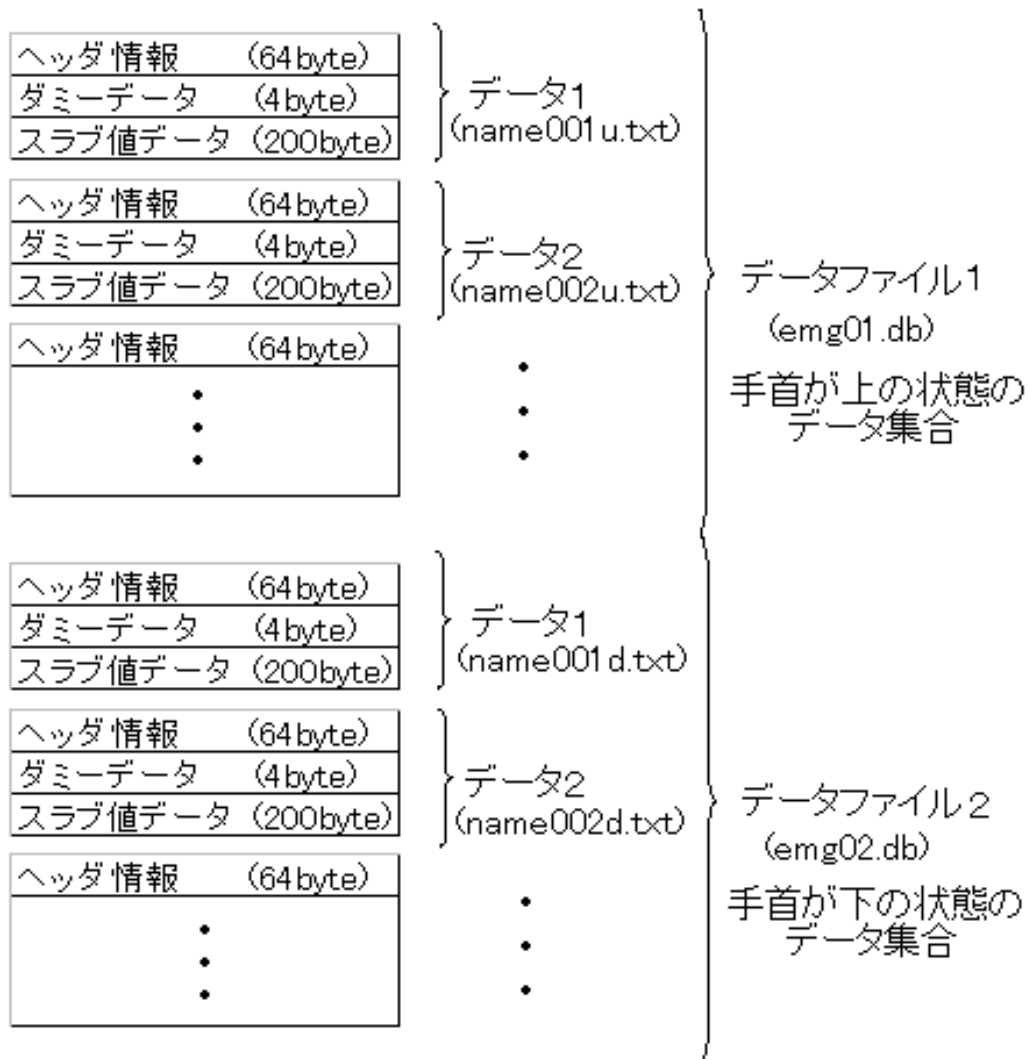 ヘッダ情報 (64byte)
ダミーデータ (4byte)
スラブ値データ (200byte)
データ1
(name001u.txt)
ヘッダ情報 (64byte)
ダミーデータ (4byte)
スラブ値データ (200byte)
データ2
(name002u.txt)
ヘッダ情報 (64byte)
データファイル1
(emg01.db)
手首が上の状態の
データ集合
ヘッダ情報 (64byte)
ダミーデータ (4byte)
スラブ値データ (200byte)
データ1
(name001d.txt)
ヘッダ情報 (64byte)
ダミーデータ (4byte)
スラブ値データ (200byte)
データ2
(name002d.txt)
ヘッダ情報 (64byte)
データファイル2
(emg02.db)
手首が下の状態の
データ集合